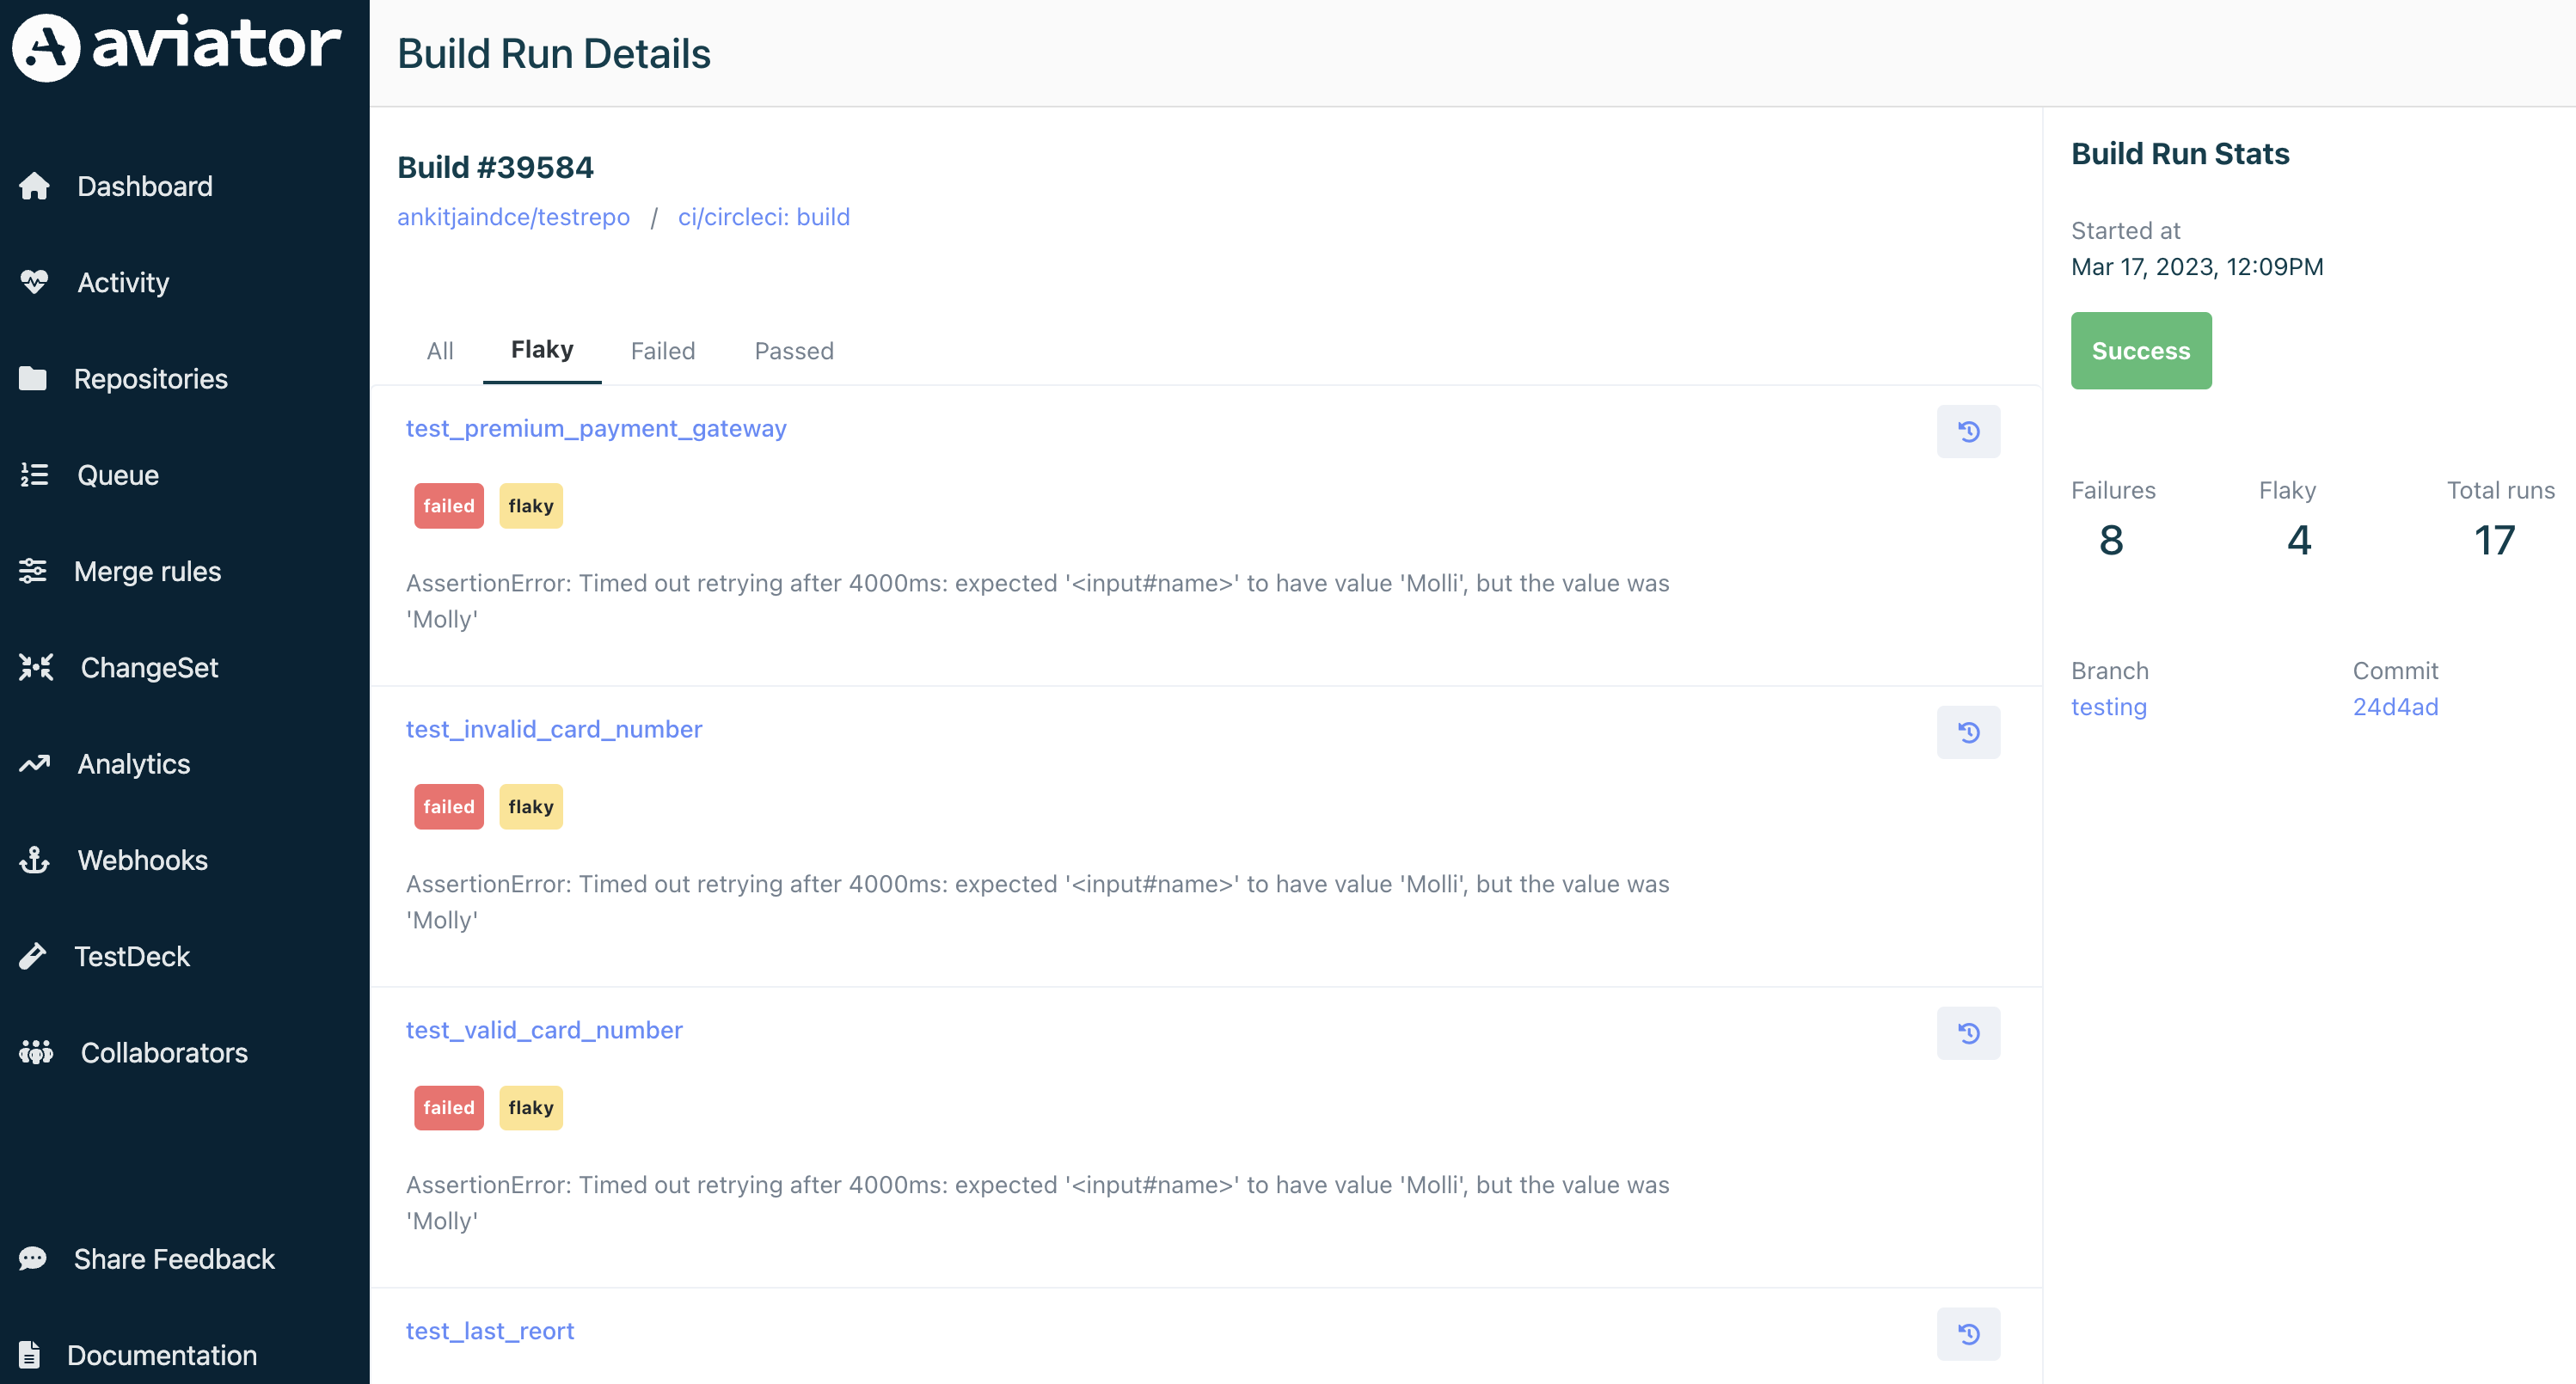 aviator
Dashboard
Activity
Repositories
Queue
Merge rules
ChangeSet
Analytics
Webhooks
TestDeck
Collaborators
Share Feedback
Documentation
Build Run Details
Build #39584
ankitjaindce/testrepo / ci/circleci: build
All Flaky Failed Passed
test_premium_payment_gateway
failed flaky
AssertionError: Timed out retrying after 4000ms: expected '<input#name>' to have value 'Molli', but the value was
'Molly'
test_invalid_card_number
failed flaky
AssertionError: Timed out retrying after 4000ms: expected '<input#name>' to have value 'Molli', but the value was
'Molly'
test_valid_card_number
failed flaky
AssertionError: Timed out retrying after 4000ms: expected '<input#name>' to have value 'Molli', but the value was
'Molly'
test_last_reort
Build Run Stats
Started at
Mar 17, 2023, 12:09PM
Success
Failures Flaky Total runs
8 4 17
Branch Commit
testing 24d4ad